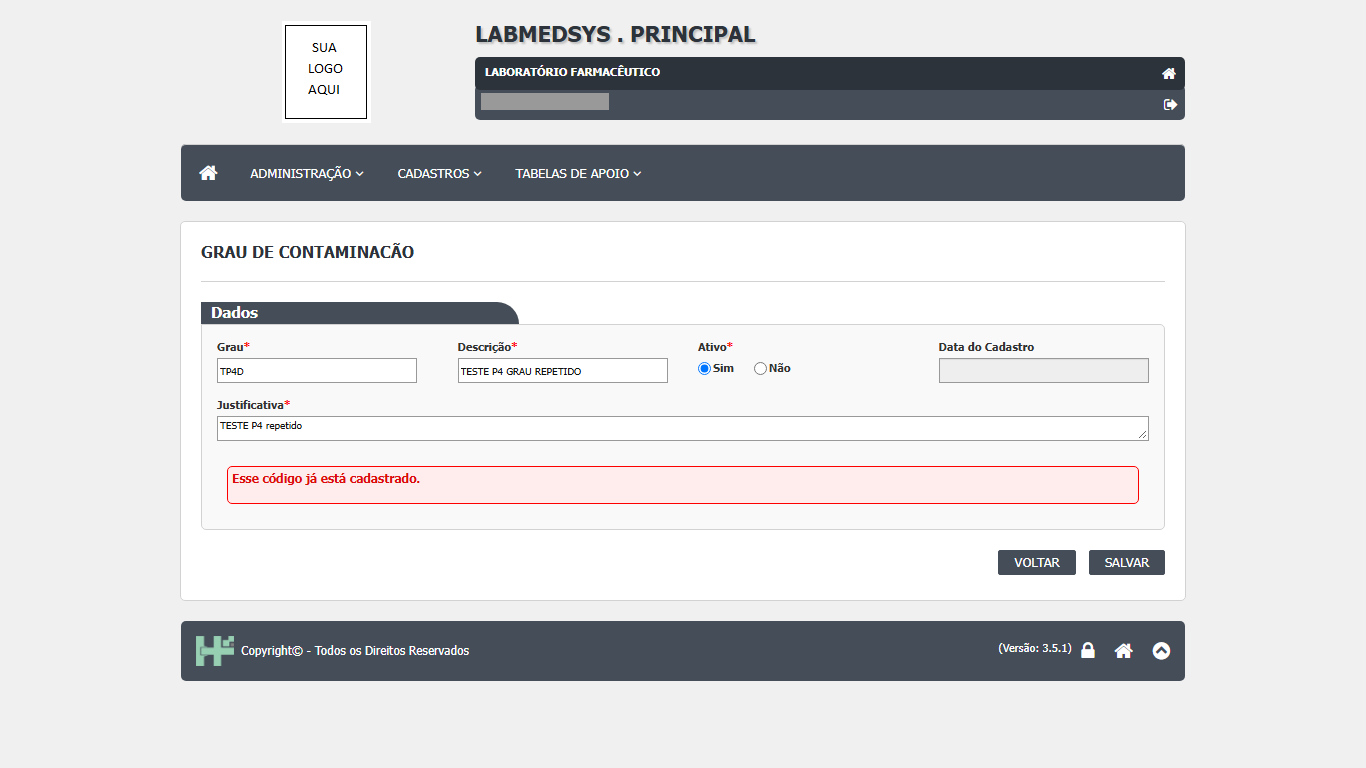 SUA
LOGO
AQUI
LABMEDSYS . PRINCIPAL
LABORATÓRIO FARMACÊUTICO
ADMINISTRAÇÃO CADASTROS TABELAS DE APOIO
GRAU DE CONTAMINACÃO
Dados
Grau* Descrição* Ativo* Data do Cadastro
TP4D TESTE P4 GRAU REPETIDO Sim Não
Justificativa*
TESTE P4 repetido
Esse código já está cadastrado.
VOLTAR SALVAR
Copyright© - Todos os Direitos Reservados (Versão: 3.5.1)